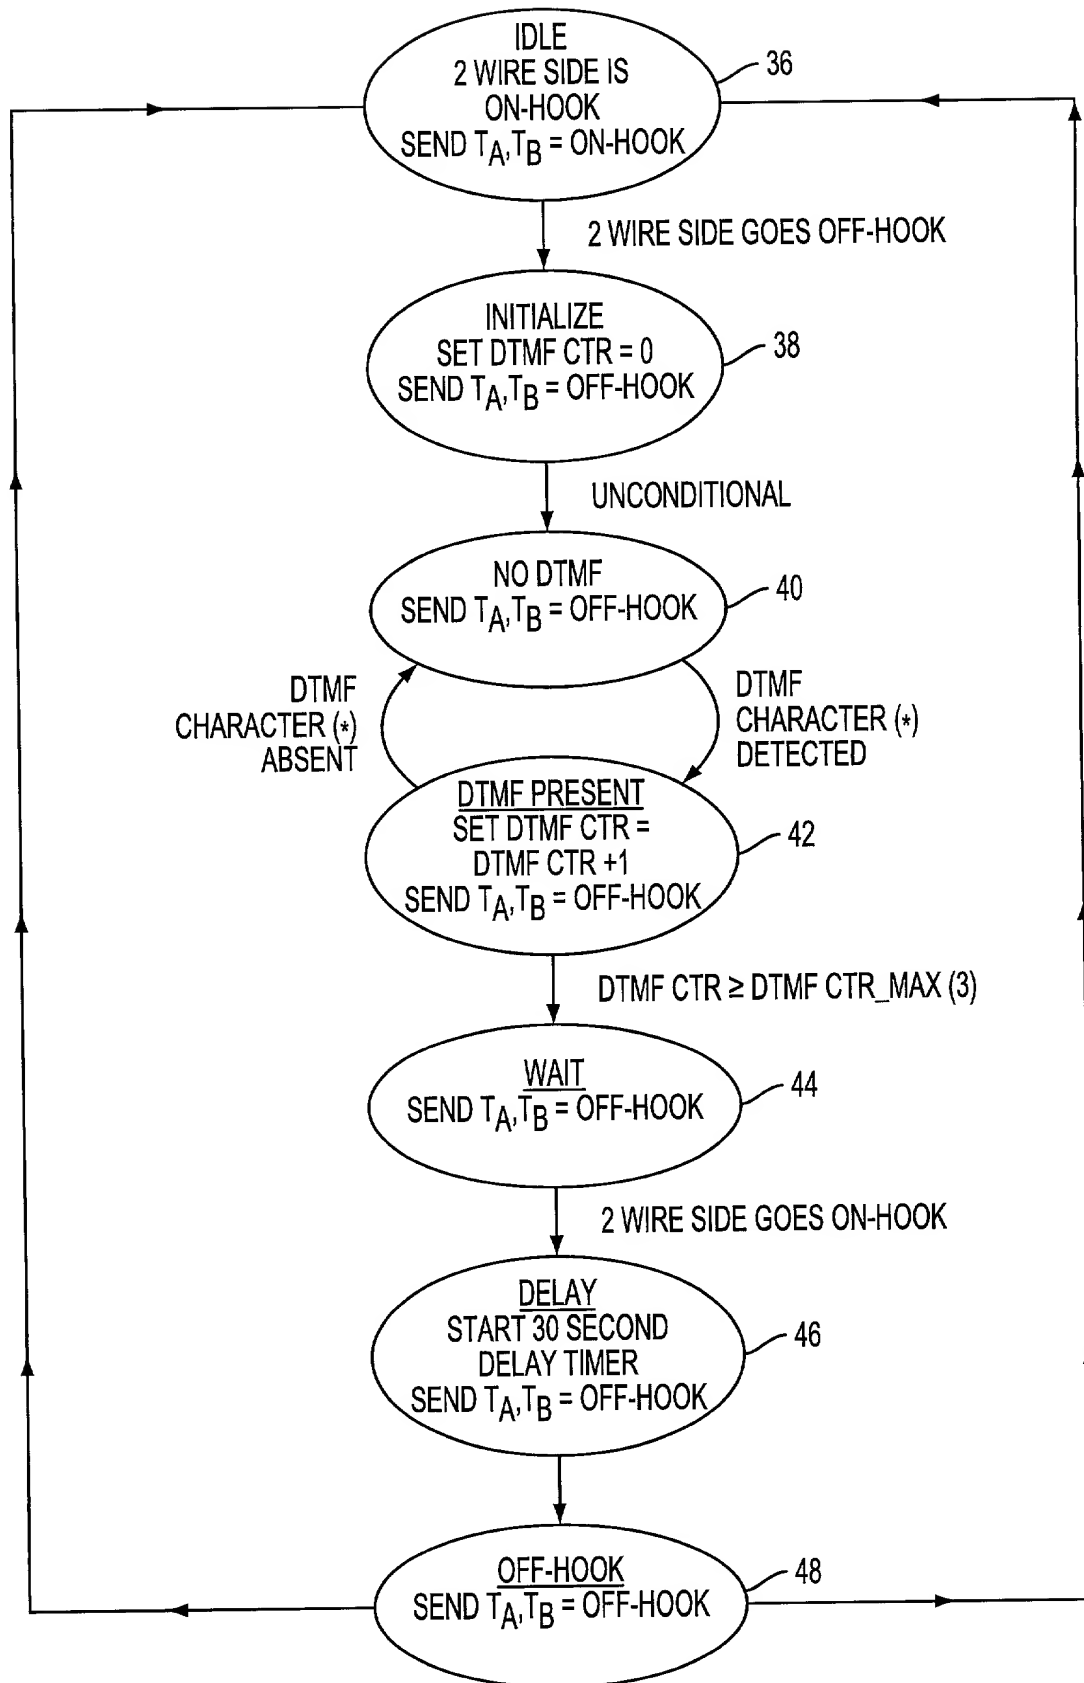 IDLE
2 WIRE SIDE IS
ON-HOOK
SEND TA,TB = ON-HOOK
36
2 WIRE SIDE GOES OFF-HOOK
INITIALIZE
SET DTMF CTR = 0
SEND TA,TB = OFF-HOOK
38
UNCONDITIONAL
NO DTMF
SEND TA,TB = OFF-HOOK
40
DTMF
CHARACTER (*)
ABSENT
DTMF
CHARACTER (*)
DETECTED
DTMF PRESENT
SET DTMF CTR =
DTMF CTR +1
SEND TA,TB = OFF-HOOK
42
DTMF CTR ≥ DTMF CTR_MAX (3)
WAIT
SEND TA,TB = OFF-HOOK
44
2 WIRE SIDE GOES ON-HOOK
DELAY
START 30 SECOND
DELAY TIMER
SEND TA,TB = OFF-HOOK
46
OFF-HOOK
SEND TA,TB = OFF-HOOK
48